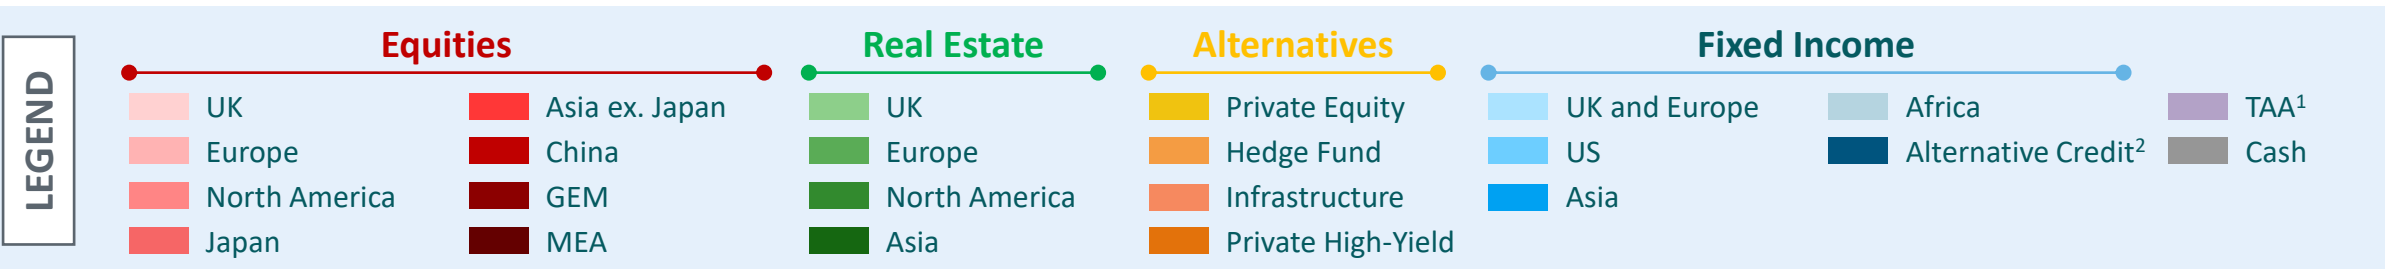 LEGEND
Equities
UK
Europe
North America
Japan
Asia ex. Japan
China
GEM
MEA
Real Estate
UK
Europe
North America
Asia
Alternatives
Private Equity
Hedge Fund
Infrastructure
Private High-Yield
Fixed Income
UK and Europe
US
Asia
Africa
Alternative Credit²
TAA¹
Cash